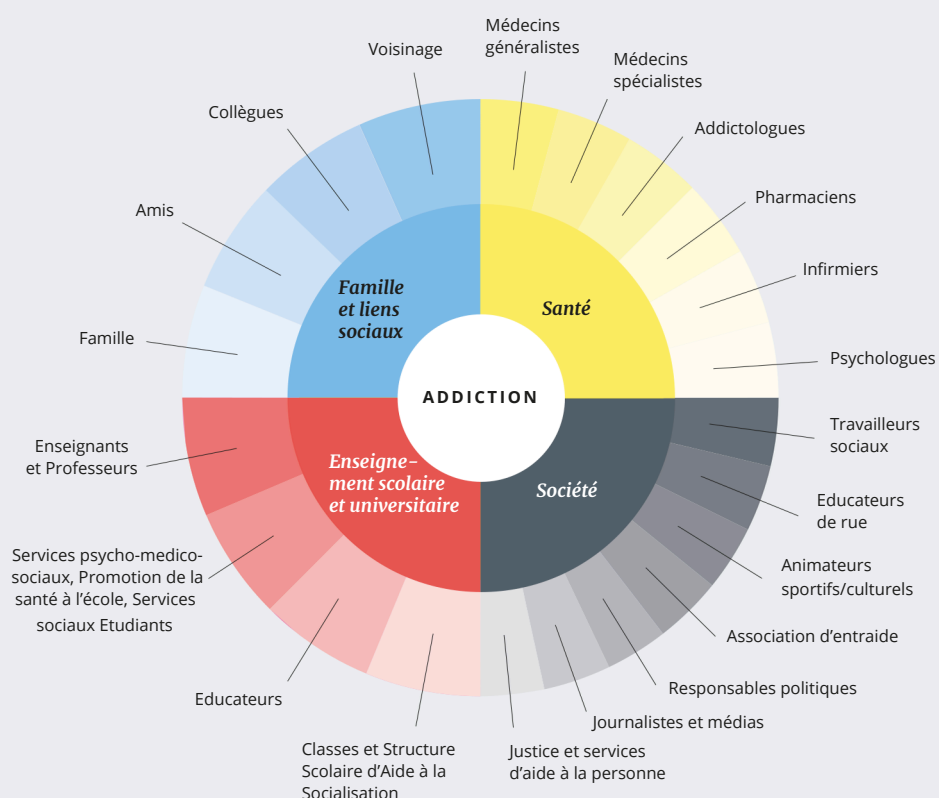 Médecins
généralistes
Voisinage
Médecins
spécialistes
Collègues
Addictologues
Amis
Pharmaciens
Infirmiers
Famille
et liens
sociaux
Santé
Famille
Psychologues
ADDICTION
Enseignants
et Professeurs
Travailleurs
sociaux
Enseigne-
ment scolaire
et universitaire
Société
Educateurs
de rue
Services psycho-medico-
sociaux, Promotion de la
santé à l’école, Services
sociaux Etudiants
Animateurs
sportifs/culturels
Association d’entraide
Educateurs
Responsables politiques
Journalistes et médias
Classes et Structure
Scolaire d’Aide à la
Socialisation
Justice et services
d’aide à la personne